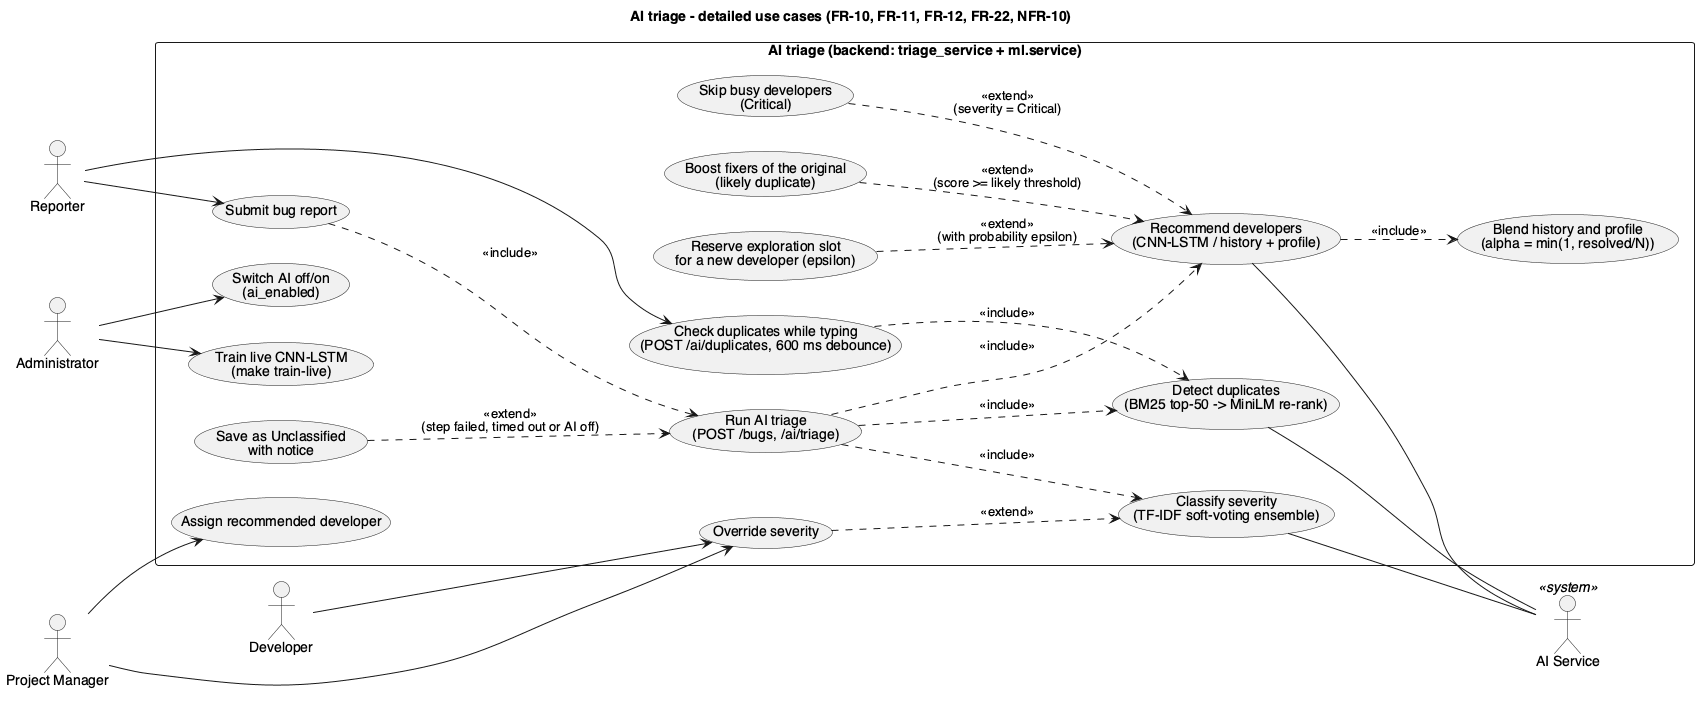 AI triage - detailed use cases (FR-10, FR-11, FR-12, FR-22, NFR-10)
AI triage (backend: triage_service + ml.service)
Skip busy developers
(Critical)
«extend»
(severity = Critical)
Boost fixers of the original
(likely duplicate)
«extend»
(score >= likely threshold)
Reporter
Submit bug report
Reserve exploration slot
for a new developer (epsilon)
«extend»
(with probability epsilon)
Recommend developers
(CNN-LSTM / history + profile)
«include»
Blend history and profile
(alpha = min(1, resolved/N))
«include»
Switch AI off/on
(ai_enabled)
Administrator
Train live CNN-LSTM
(make train-live)
Check duplicates while typing
(POST /ai/duplicates, 600 ms debounce)
«include»
«include»
Detect duplicates
(BM25 top-50 -> MiniLM re-rank)
Save as Unclassified
with notice
«extend»
(step failed, timed out or AI off)
Run AI triage
(POST /bugs, /ai/triage)
«include»
«include»
Assign recommended developer
Override severity
«extend»
Classify severity
(TF-IDF soft-voting ensemble)
Developer
Project Manager
«system»
AI Service